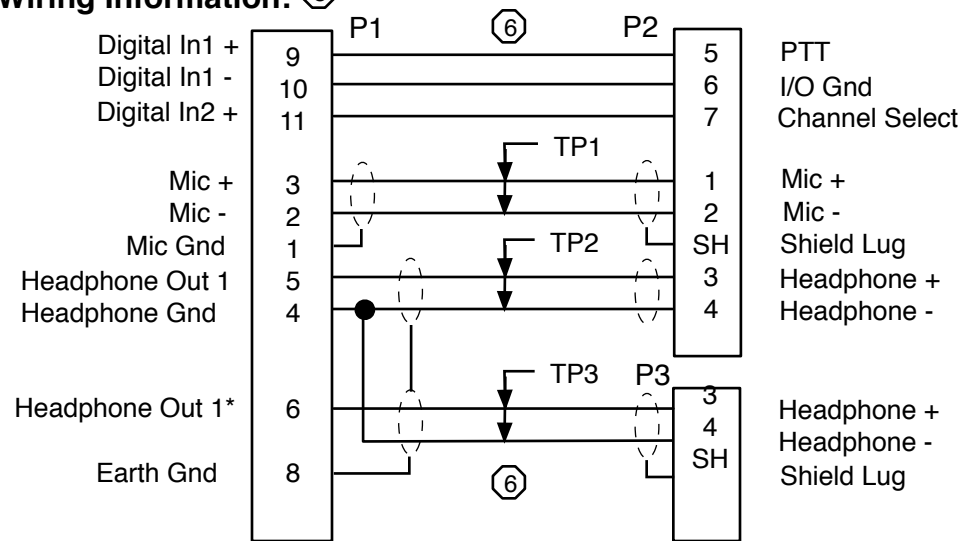 Wiring Information: 6
P1 6 P2
Digital In1 + 9 5 PTT
Digital In1 - 10 6 I/O Gnd
Digital In2 + 11 7 Channel Select
TP1
Mic + 3 1 Mic +
Mic - 2 2 Mic -
Mic Gnd 1 TP2 SH Shield Lug
Headphone Out 1 5 3 Headphone +
Headphone Gnd 4 4 Headphone -
TP3 P3
Headphone Out 1* 6 3 Headphone +
4 Headphone -
Earth Gnd 8 6 SH Shield Lug